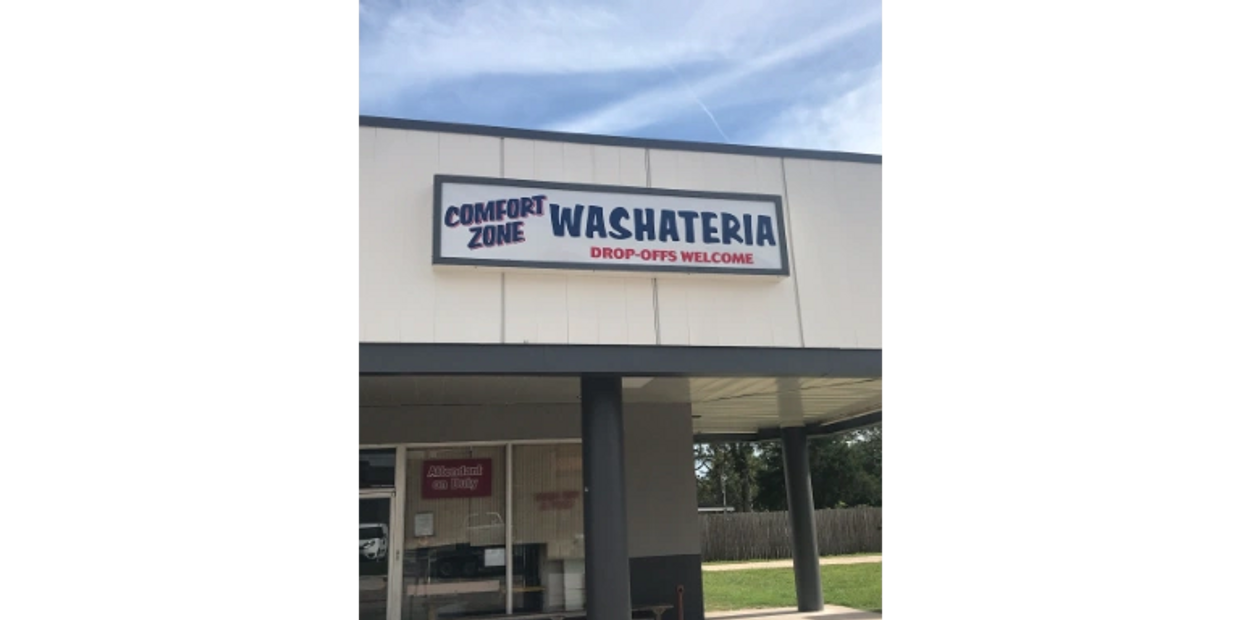 COMFORT
ZONE
WASHATERIA
DROP-OFFS WELCOME
Attendant
on Duty